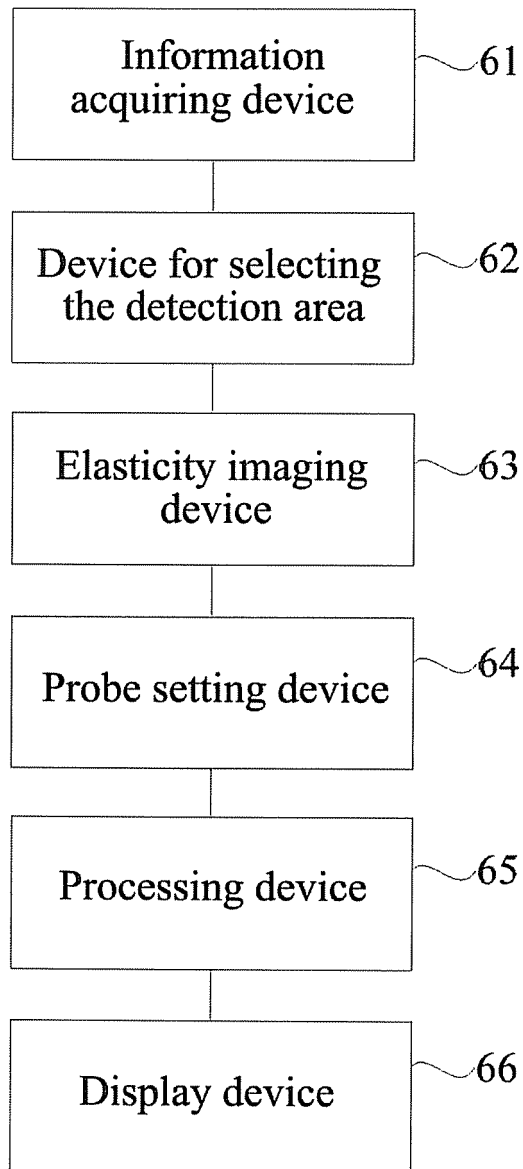 Information
acquiring device
61
Device for selecting
the detection area
62
Elasticity imaging
device
63
Probe setting device
64
Processing device
65
Display device
66